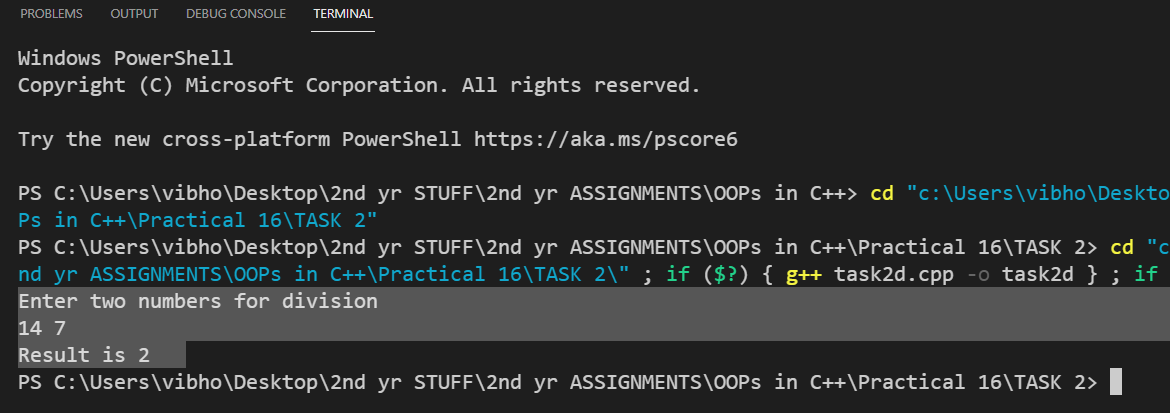 PROBLEMS OUTPUT DEBUG CONSOLE TERMINAL
Windows PowerShell
Copyright (C) Microsoft Corporation. All rights reserved.
Try the new cross-platform PowerShell https://aka.ms/pscore6
PS C:\Users\vibho\Desktop\2nd yr STUFF\2nd yr ASSIGNMENTS\OOPs in C++> cd "c:\Users\vibho\Deskto
Ps in C++\Practical 16\TASK 2"
PS C:\Users\vibho\Desktop\2nd yr STUFF\2nd yr ASSIGNMENTS\OOPs in C++\Practical 16\TASK 2> cd "c
nd yr ASSIGNMENTS\OOPs in C++\Practical 16\TASK 2\" ; if ($?) { g++ task2d.cpp -o task2d } ; if
Enter two numbers for division
14 7
Result is 2
PS C:\Users\vibho\Desktop\2nd yr STUFF\2nd yr ASSIGNMENTS\OOPs in C++\Practical 16\TASK 2>